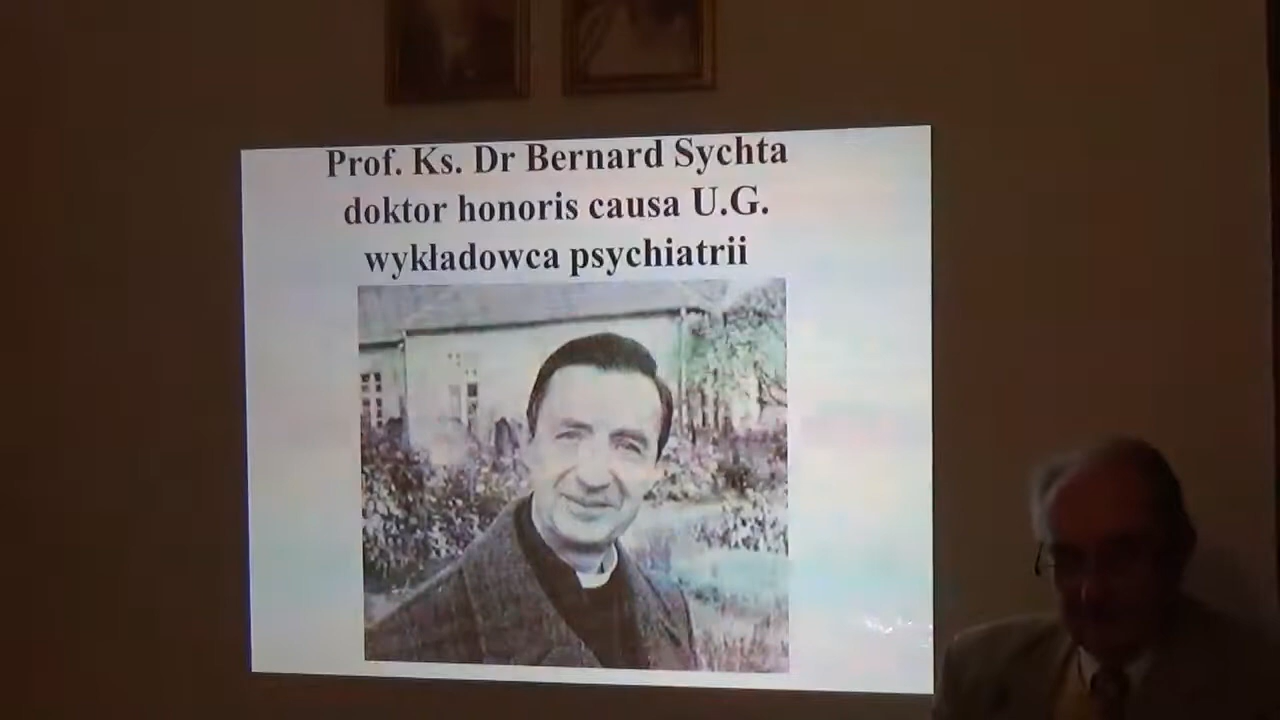 Prof. Ks. Dr Bernard Sychta
doktor honoris causa U.G.
wykładowca psychiatrii